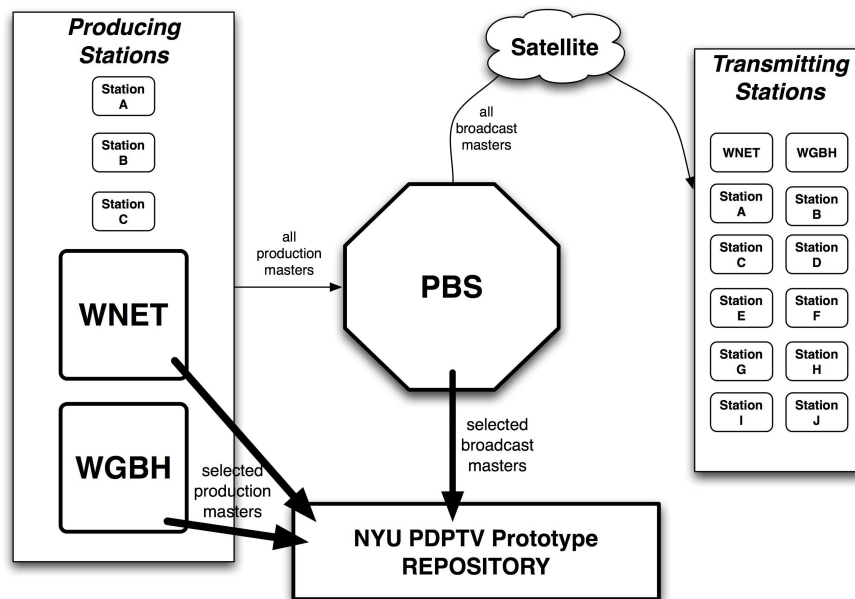 Producing
Stations
Station
A
Station
B
Station
C
WNET
WGBH
all
production
masters
selected
production
masters
PBS
all
broadcast
masters
Satellite
selected
broadcast
masters
NYU PDPTV Prototype
REPOSITORY
Transmitting
Stations
WNET
WGBH
Station
A
Station
B
Station
C
Station
D
Station
E
Station
F
Station
G
Station
H
Station
I
Station
J